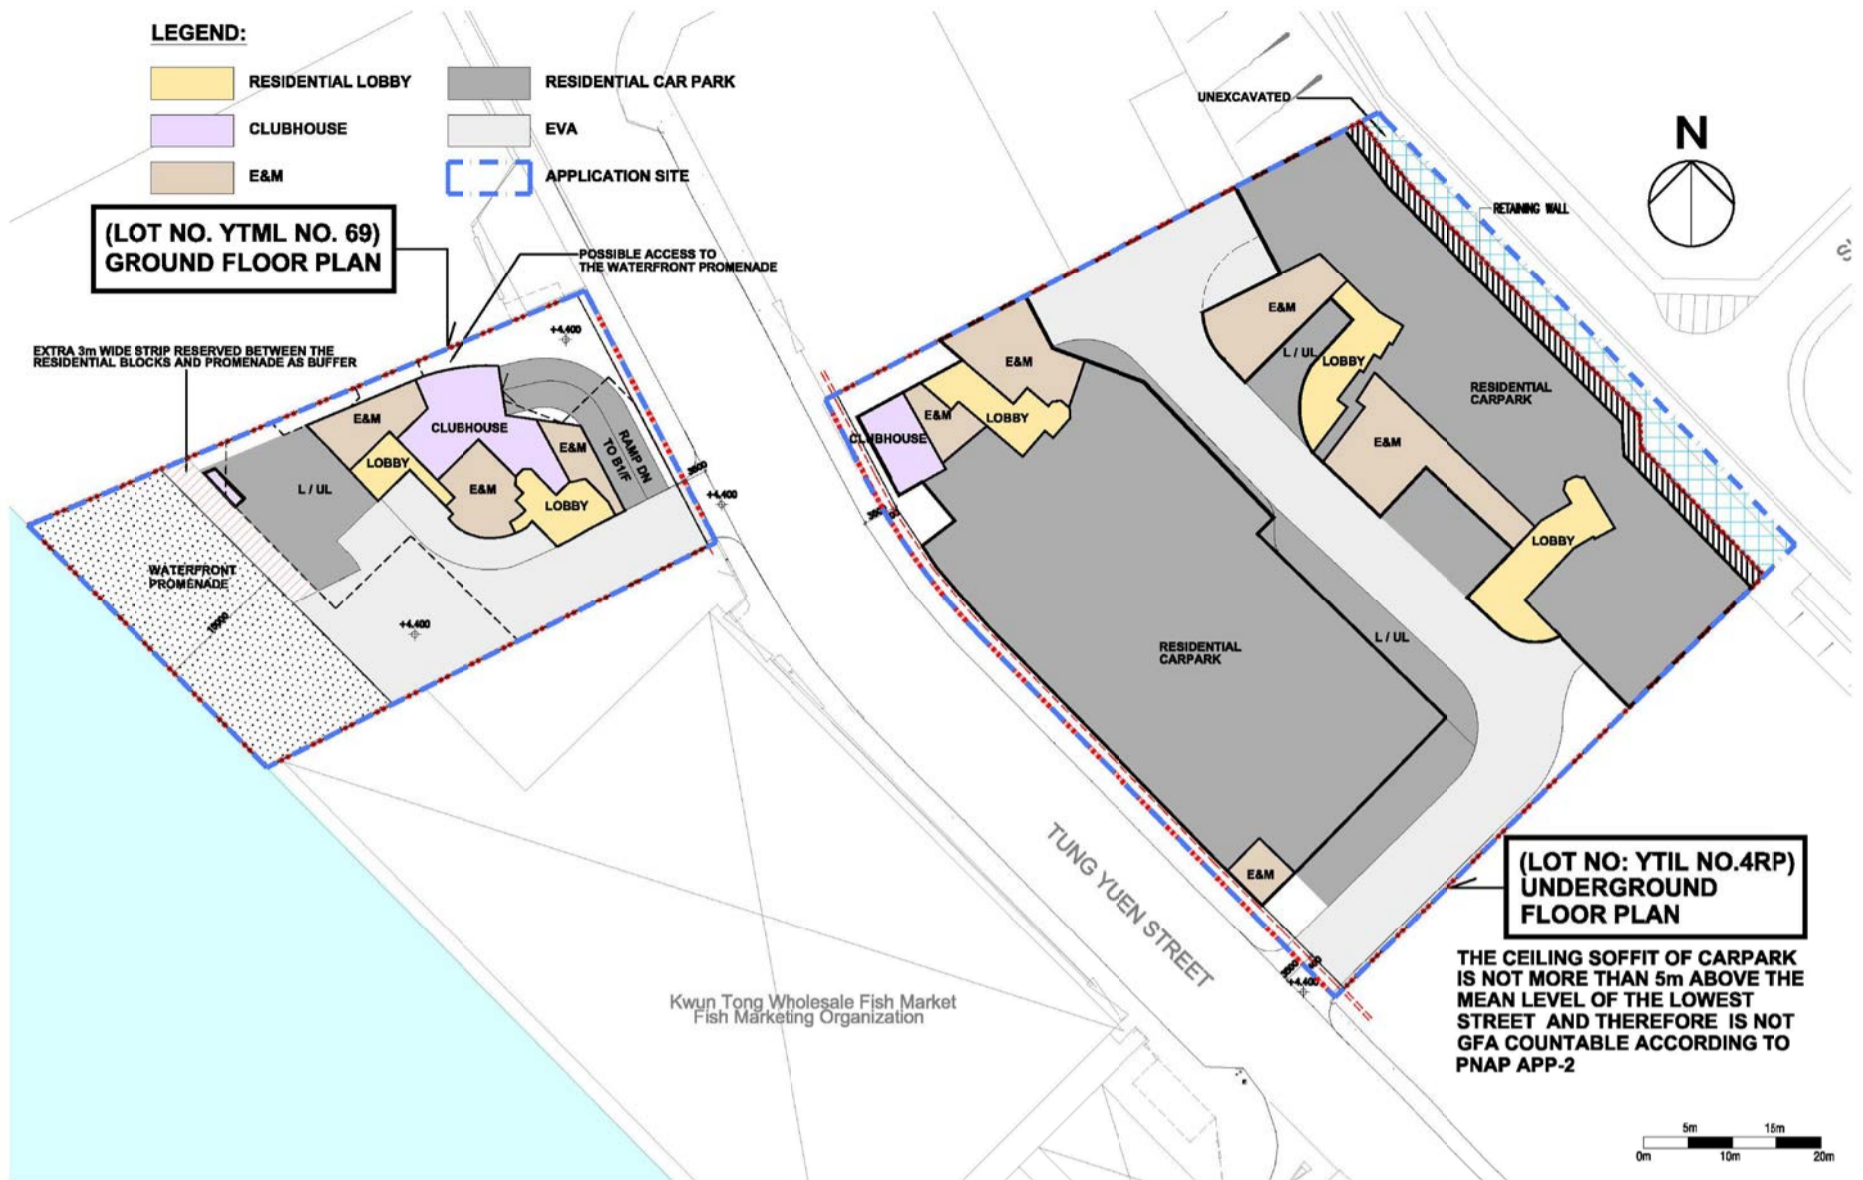 LEGEND:
RESIDENTIAL LOBBY
RESIDENTIAL CAR PARK
CLUBHOUSE
EVA
E&M
APPLICATION SITE
(LOT NO. YTML NO. 69)
GROUND FLOOR PLAN
POSSIBLE ACCESS TO
THE WATERFRONT PROMENADE
EXTRA 3m WIDE STRIP RESERVED BETWEEN THE
RESIDENTIAL BLOCKS AND PROMENADE AS BUFFER
+4.400
E&M
CLUBHOUSE
E&M
RAMP DN
TO B1/F
LOBBY
L / UL
E&M
LOBBY
3500
+4.400
WATERFRONT
PROMENADE
+4.400
UNEXCAVATED
N
RETAINING WALL
E&M
L / UL
LOBBY
RESIDENTIAL
CARPARK
E&M
E&M
LOBBY
CLUBHOUSE
E&M
LOBBY
L / UL
RESIDENTIAL
CARPARK
E&M
+4.400
TUNG YUEN STREET
Kwun Tong Wholesale Fish Market
Fish Marketing Organization
(LOT NO: YTIL NO.4RP)
UNDERGROUND
FLOOR PLAN
THE CEILING SOFFIT OF CARPARK
IS NOT MORE THAN 5m ABOVE THE
MEAN LEVEL OF THE LOWEST
STREET AND THEREFORE IS NOT
GFA COUNTABLE ACCORDING TO
PNAP APP-2
5m 15m
0m 10m 20m